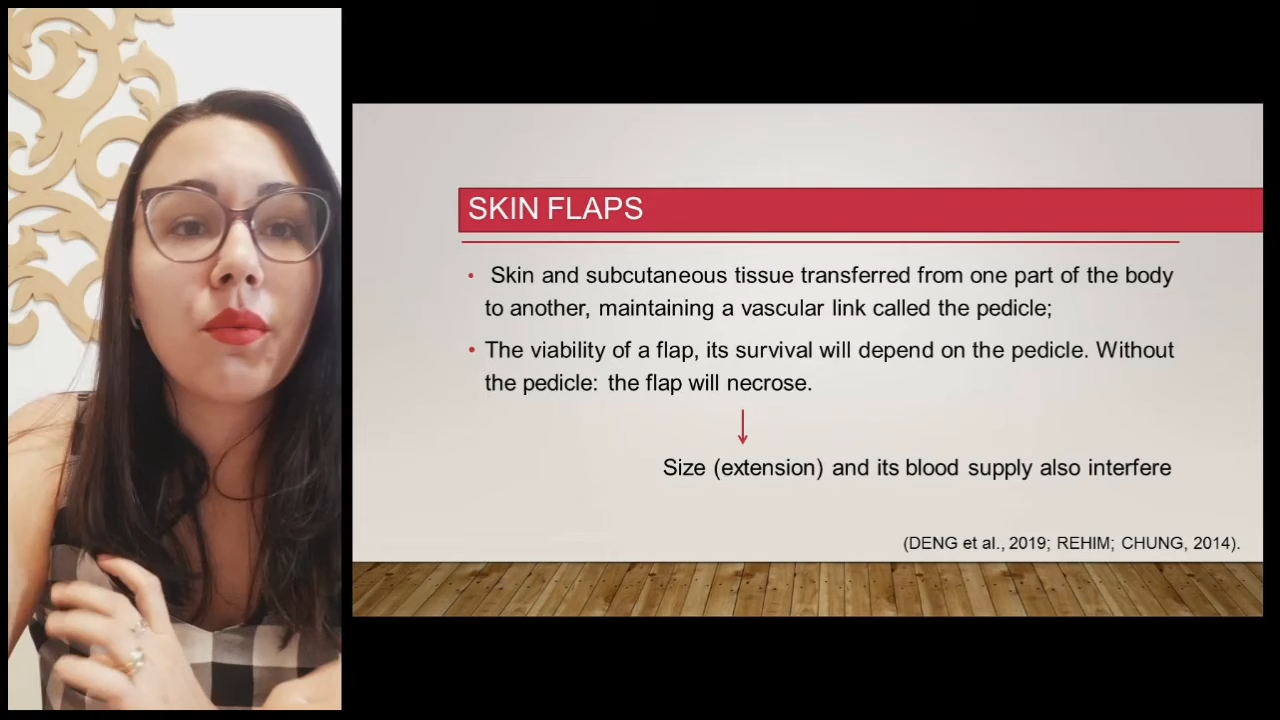 SKIN FLAPS
• Skin and subcutaneous tissue transferred from one part of the body
to another, maintaining a vascular link called the pedicle;
• The viability of a flap, its survival will depend on the pedicle. Without
the pedicle: the flap will necrose.
Size (extension) and its blood supply also interfere
(DENG et al., 2019; REHIM; CHUNG, 2014).